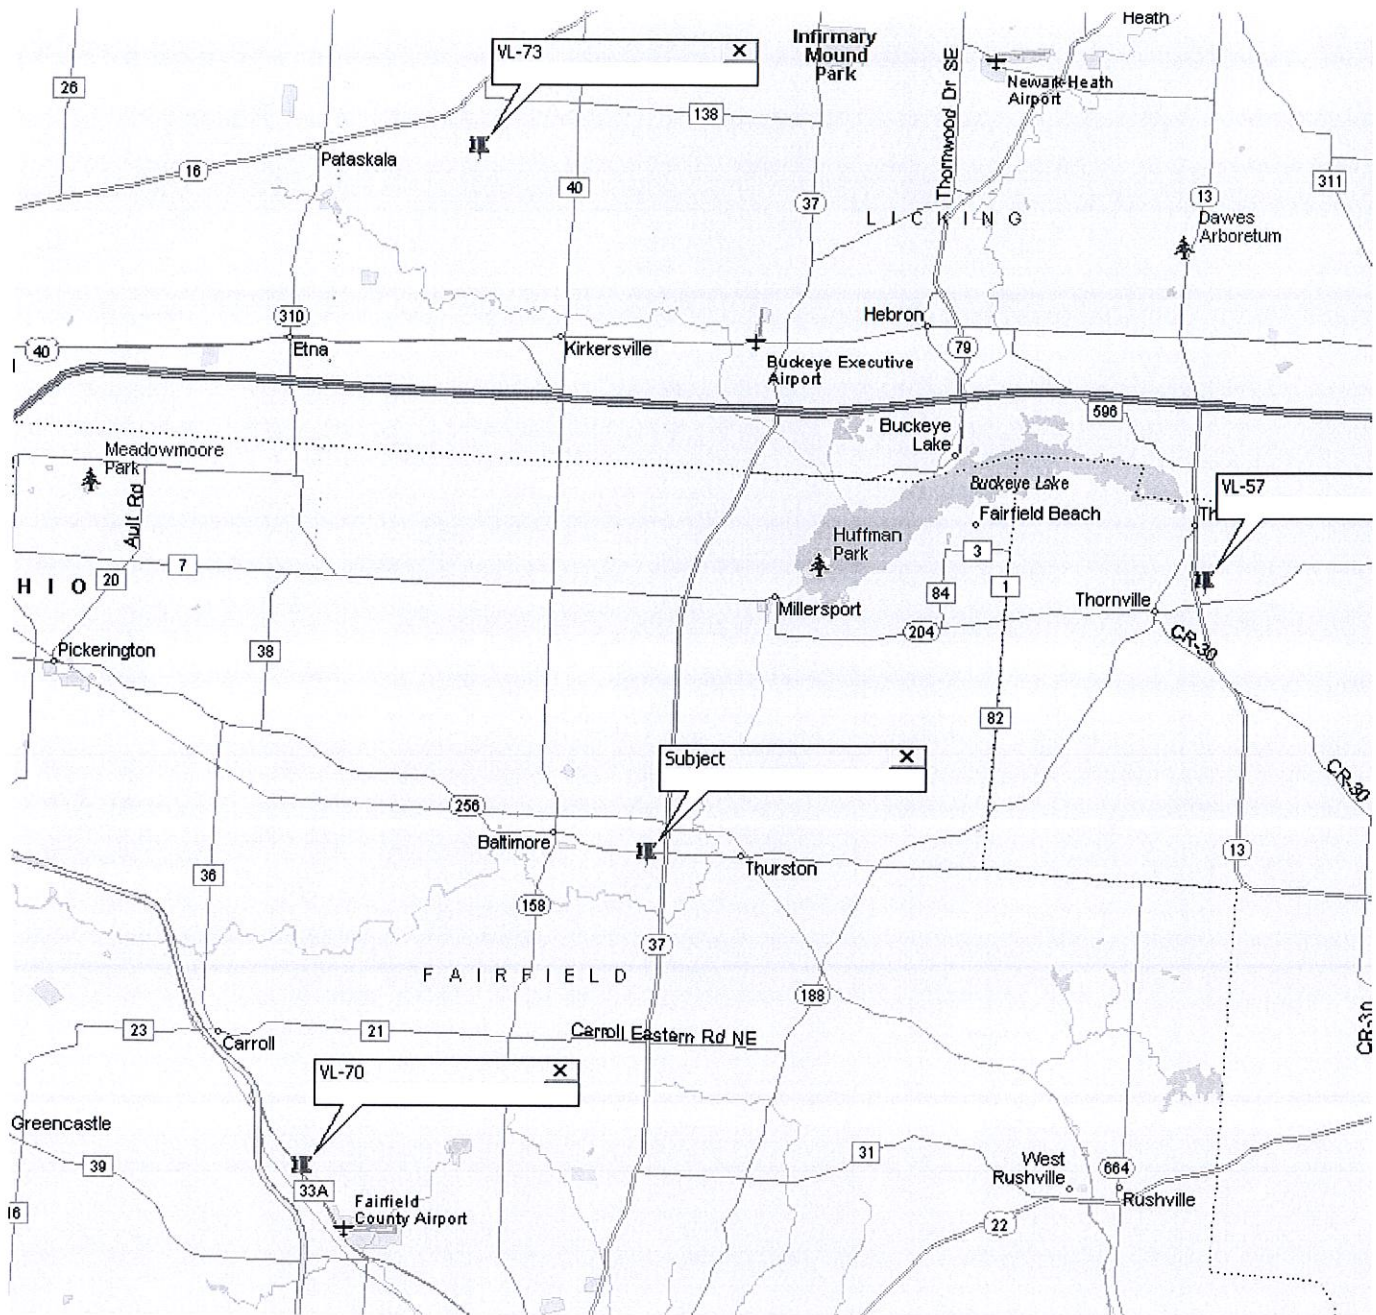 Heath
VL-73
X
Infirmary
Mound
Park
Thornwood Dr SE
Newark-Heath
Airport
26
138
Pataskala
16
40
37
311
13
L I C K I N G
Dawes
Arboretum
310
Hebron
40
Etna
Kirkersville
79
Buckeye Executive
Airport
596
Buckeye
Lake
Meadowmoore
Park
Buckeye Lake
VL-57
Ault Rd
Fairfield Beach
Th
Huffman
Park
3
7
20
H I O
84
1
Millersport
Thornville
204
38
Pickerington
CR-30
82
Subject
X
CR-30
256
Baltimore
13
Thurston
36
158
37
F A I R F I E L D
188
23
21
Carroll Eastern Rd NE
Carroll
CR-30
VL-70
X
Greencastle
39
31
West
Rushville
664
33A
Rushville
Fairfield
County Airport
16
22